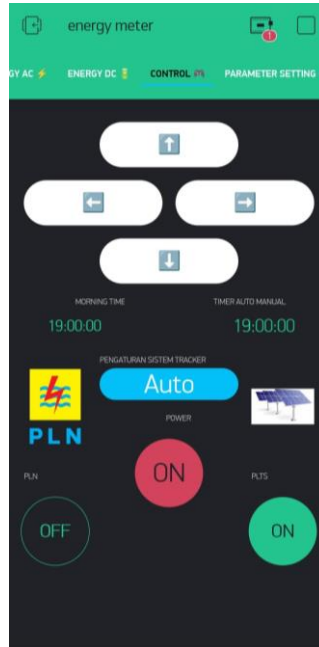 energy meter
1
GY AC ⚡ ENERGY DC 🔋 CONTROL 🎮 PARAMETER SETTING
MORNING TIME TIMER AUTO MANUAL
19:00:00 19:00:00
PENGATURAN SISTEM TRACKER
Auto
PLN
POWER
ON
PLN PLTS
OFF ON